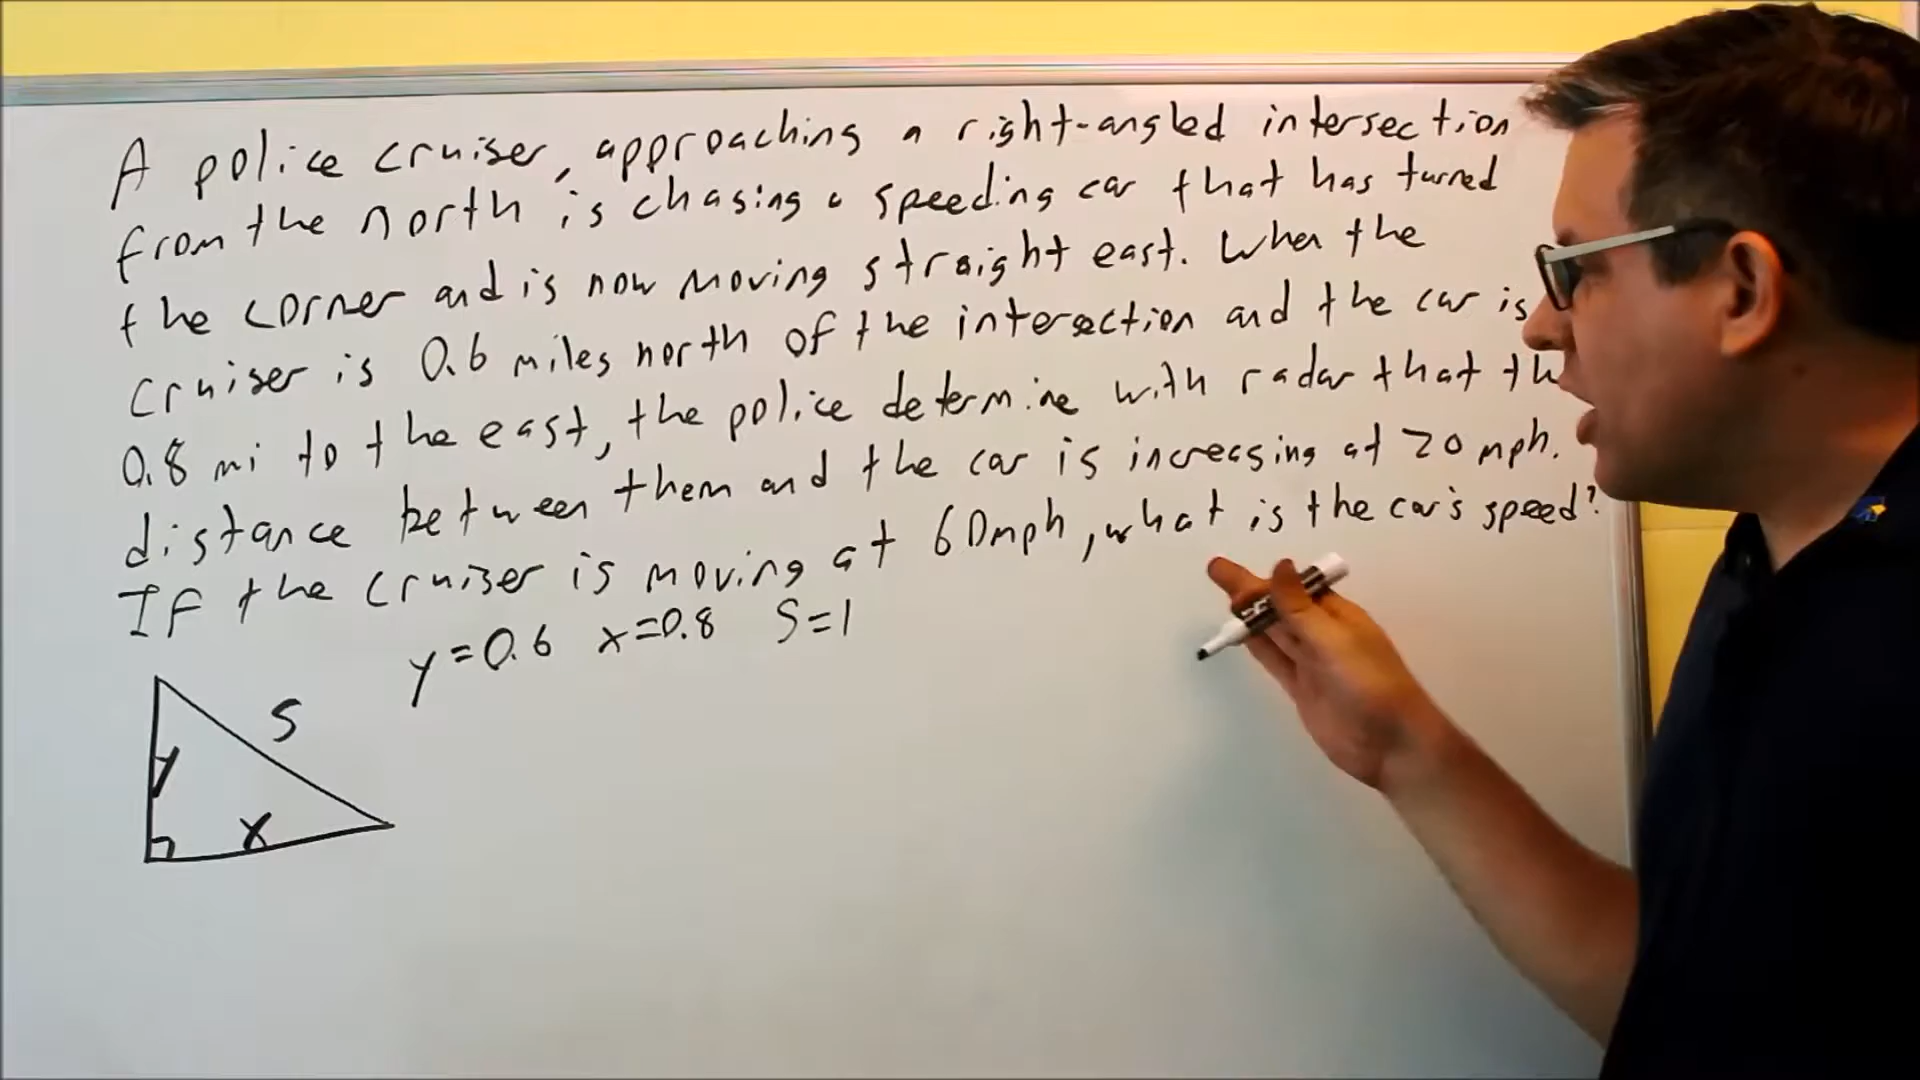 A police cruiser, approaching a right-angled intersection
from the north is chasing a speeding car that has turned
the corner and is now moving straight east. When the
cruiser is 0.6 miles north of the intersection and the car is
0.8 mi to the east, the police determine with radar that th
distance between them and the car is increasing at 20 mph.
If the cruiser is moving at 60mph, what is the car's speed?
y=0.6 x=0.8 S=1
S
y
x